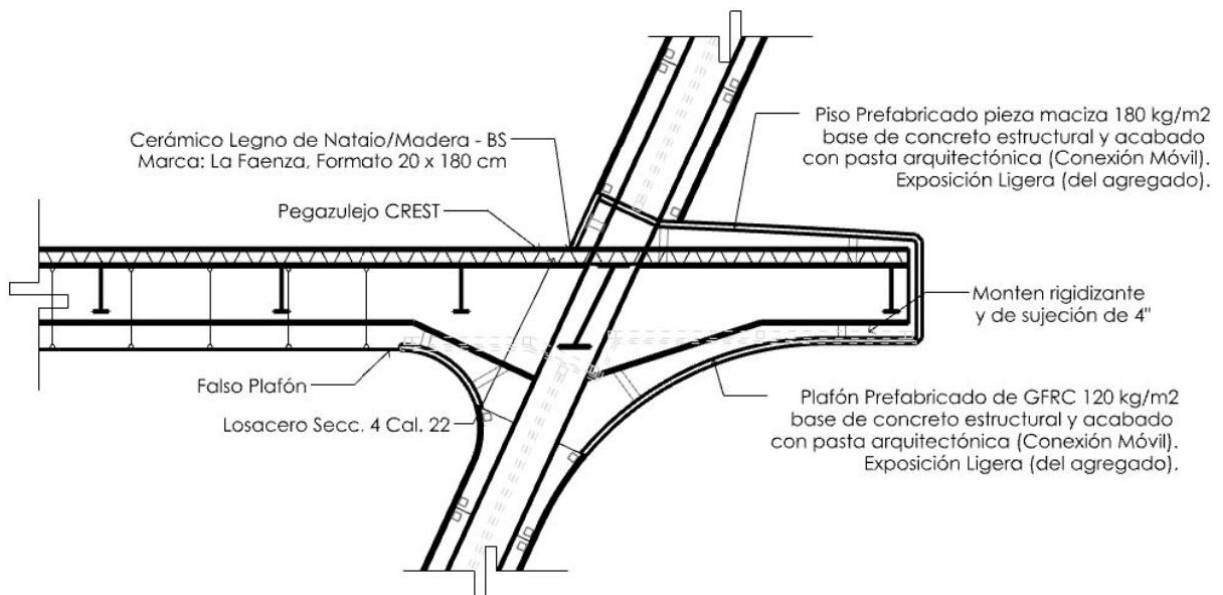 Piso Prefabricado pieza maciza 180 kg/m2
base de concreto estructural y acabado
con pasta arquitectónica (Conexión Móvil).
Exposición Ligera (del agregado).
Cerámico Legno de Nataio/Madera - BS
Marca: La Faenza, Formato 20 x 180 cm
Pegazulejo CREST
Monten rigidizante
y de sujeción de 4"
Falso Plafón
Losacero Secc. 4 Cal. 22
Plafón Prefabricado de GFRC 120 kg/m2
base de concreto estructural y acabado
con pasta arquitectónica (Conexión Móvil).
Exposición Ligera (del agregado).